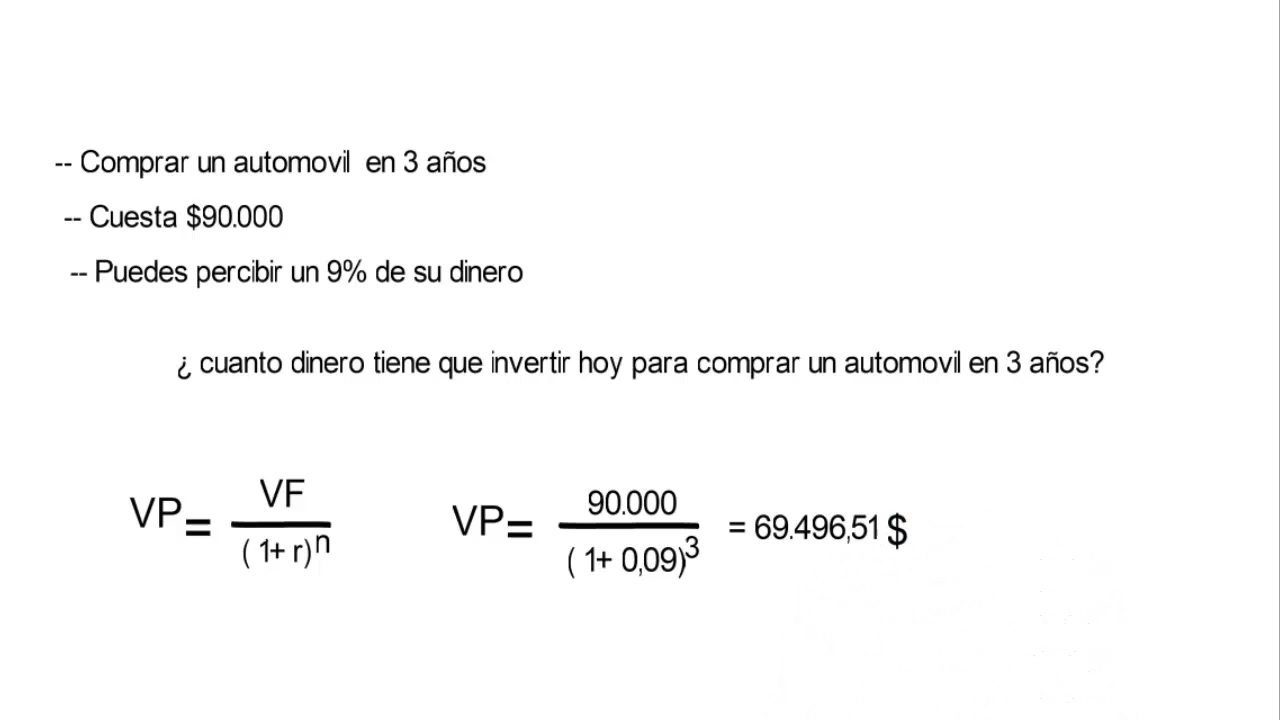 -- Comprar un automovil en 3 años
-- Cuesta $90.000
-- Puedes percibir un 9% de su dinero
¿ cuanto dinero tiene que invertir hoy para comprar un automovil en 3 años?
VP = VF / ( 1+ r)^n
VP = 90.000 / ( 1+ 0,09)^3 = 69.496,51 $